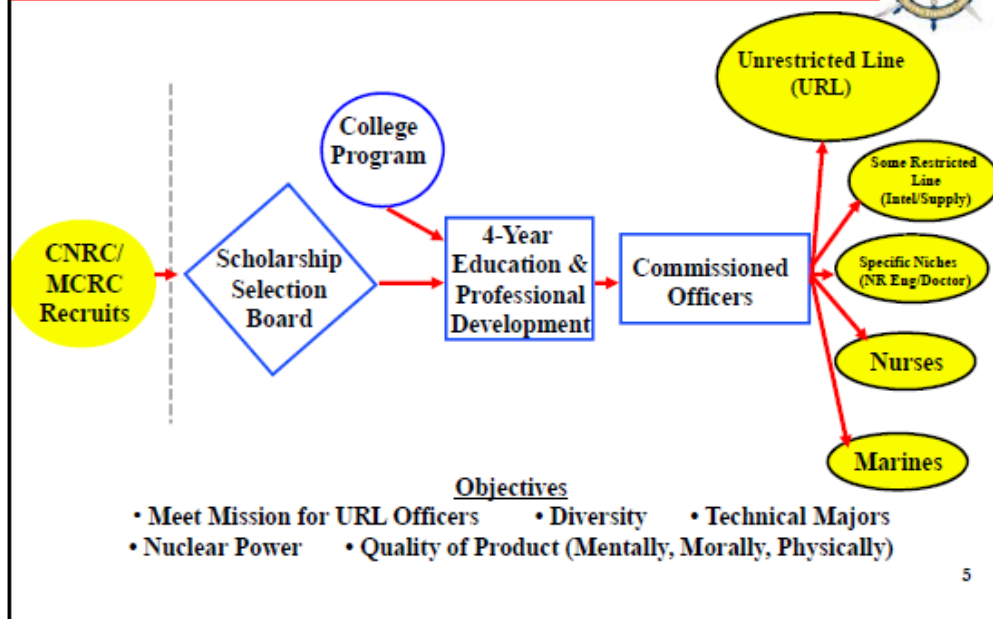 Unrestricted Line
(URL)
College
Program
Some Restricted
Line
(Intel/Supply)
CNRC/
MCRC
Recruits
Scholarship
Selection
Board
4-Year
Education &
Professional
Development
Commissioned
Officers
Specific Niches
(NR Eng/Doctor)
Nurses
Marines
Objectives
• Meet Mission for URL Officers • Diversity • Technical Majors
• Nuclear Power • Quality of Product (Mentally, Morally, Physically)
5